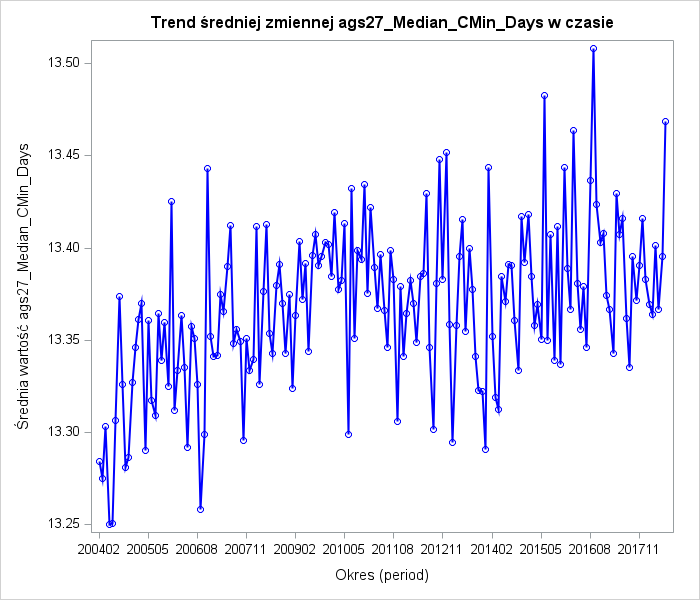 Trend średniej zmiennej ags27_Median_CMin_Days w czasie
Średnia wartość ags27_Median_CMin_Days
13.50
13.45
13.40
13.35
13.30
13.25
200402 200505 200608 200711 200902 201005 201108 201211 201402 201505 201608 201711
Okres (period)